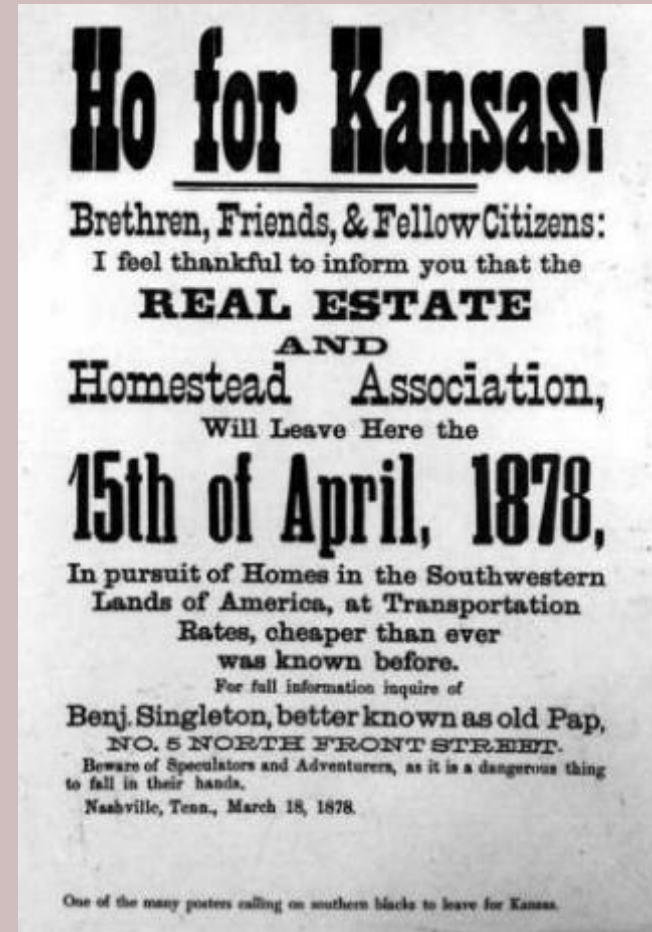 Ho for Kansas!
Brethren, Friends, & Fellow Citizens:
I feel thankful to inform you that the
REAL ESTATE
AND
Homestead Association,
Will Leave Here the
15th of April, 1878,
In pursuit of Homes in the Southwestern
Lands of America, at Transportation
Rates, cheaper than ever
was known before.
For full information inquire of
Benj. Singleton, better known as old Pap,
NO. 5 NORTH FRONT STREET.
Beware of Speculators and Adventurers, as it is a dangerous thing
to fall in their hands.
Nashville, Tenn., March 18, 1878.
One of the many posters calling on southern blacks to leave for Kansas.